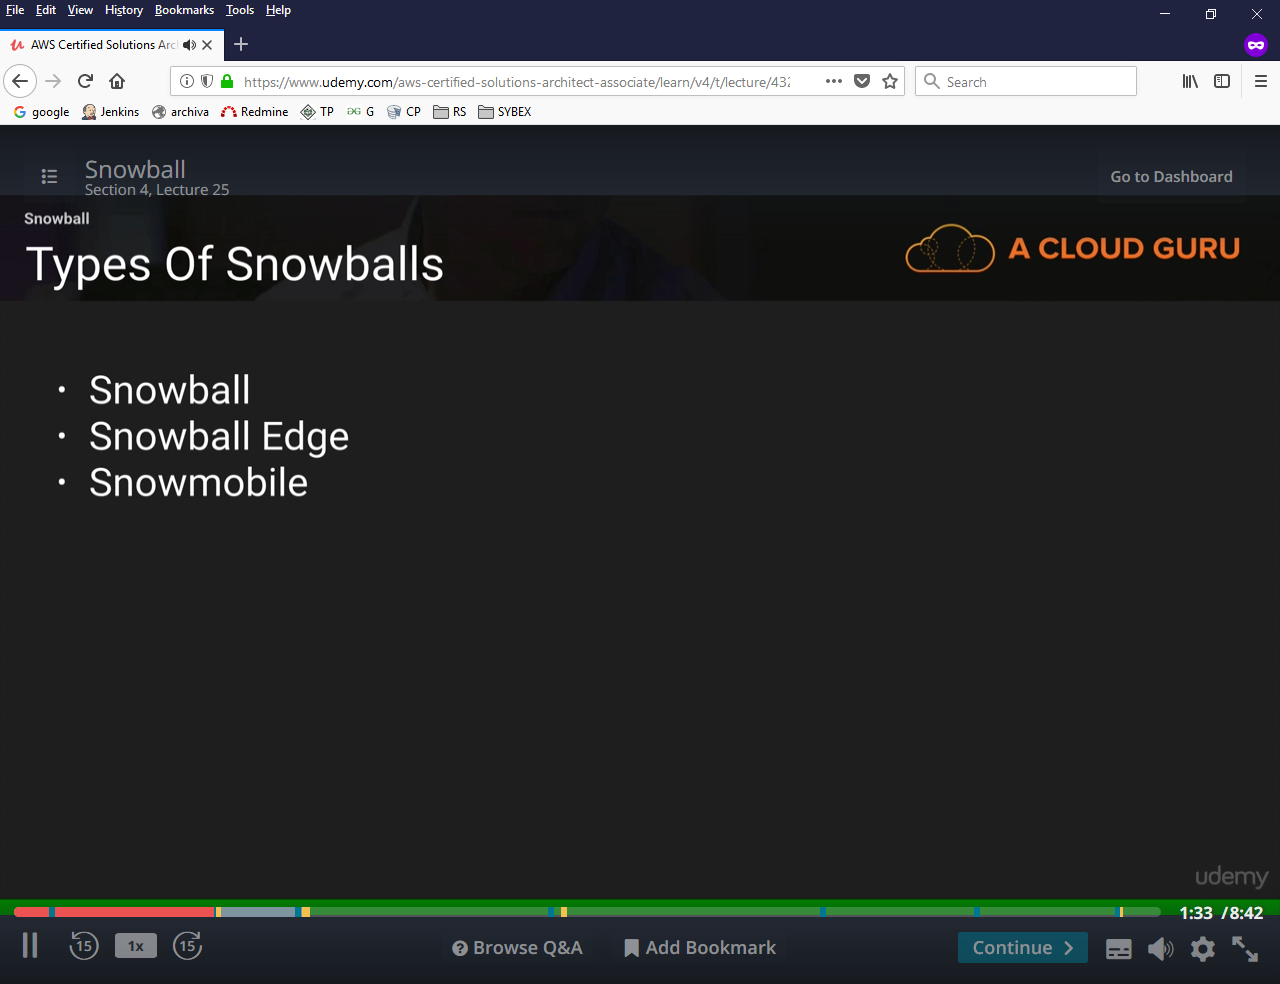 File Edit View History Bookmarks Tools Help
AWS Certified Solutions Arc
https://www.udemy.com/aws-certified-solutions-architect-associate/learn/v4/t/lecture/432
Search
google Jenkins archiva Redmine TP G CP RS SYBEX
Snowball
Section 4, Lecture 25
Go to Dashboard
Snowball
Types Of Snowballs
A CLOUD GURU
• Snowball
• Snowball Edge
• Snowmobile
udemy
1:33 / 8:42
15 1x 15 Browse Q&A Add Bookmark Continue